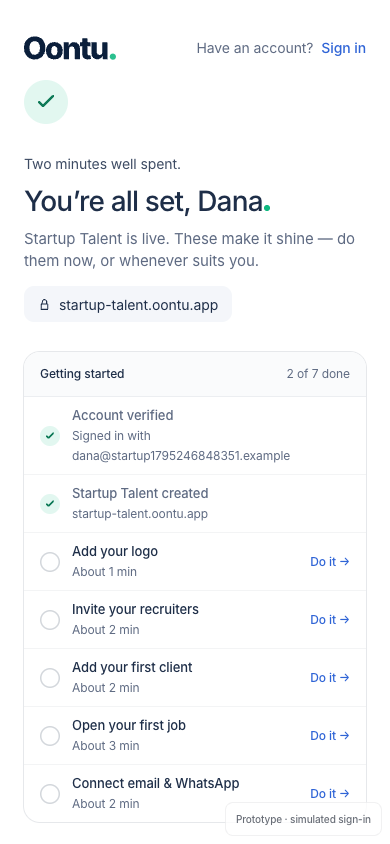 Oontu.
Have an account? Sign in
Two minutes well spent.
You’re all set, Dana.
Startup Talent is live. These make it shine — do
them now, or whenever suits you.
startup-talent.oontu.app
Getting started
2 of 7 done
Account verified
Signed in with
dana@startup1795246848351.example
Startup Talent created
startup-talent.oontu.app
Add your logo
About 1 min
Do it →
Invite your recruiters
About 2 min
Do it →
Add your first client
About 2 min
Do it →
Open your first job
About 3 min
Do it →
Connect email & WhatsApp
About 2 min
Do it →
Prototype · simulated sign-in